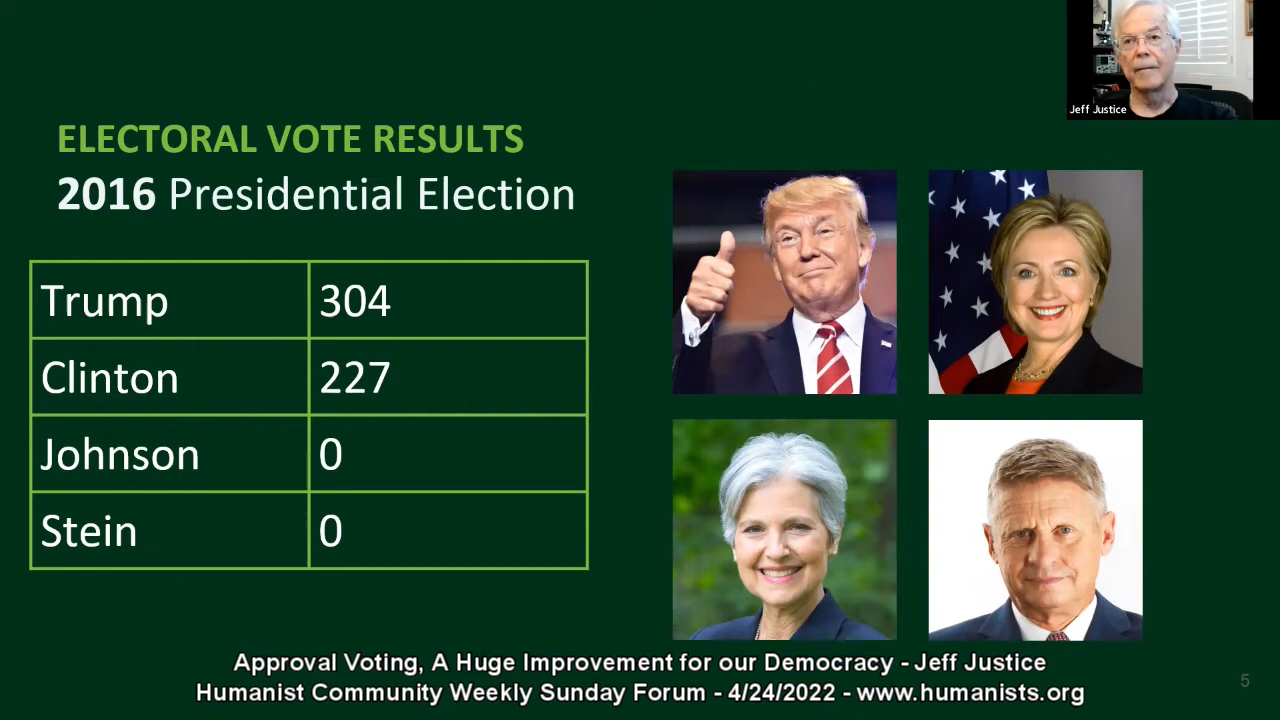 Jeff Justice
ELECTORAL VOTE RESULTS
2016 Presidential Election
Trump 304
Clinton 227
Johnson 0
Stein 0
Approval Voting, A Huge Improvement for our Democracy - Jeff Justice
Humanist Community Weekly Sunday Forum - 4/24/2022 - www.humanists.org
5